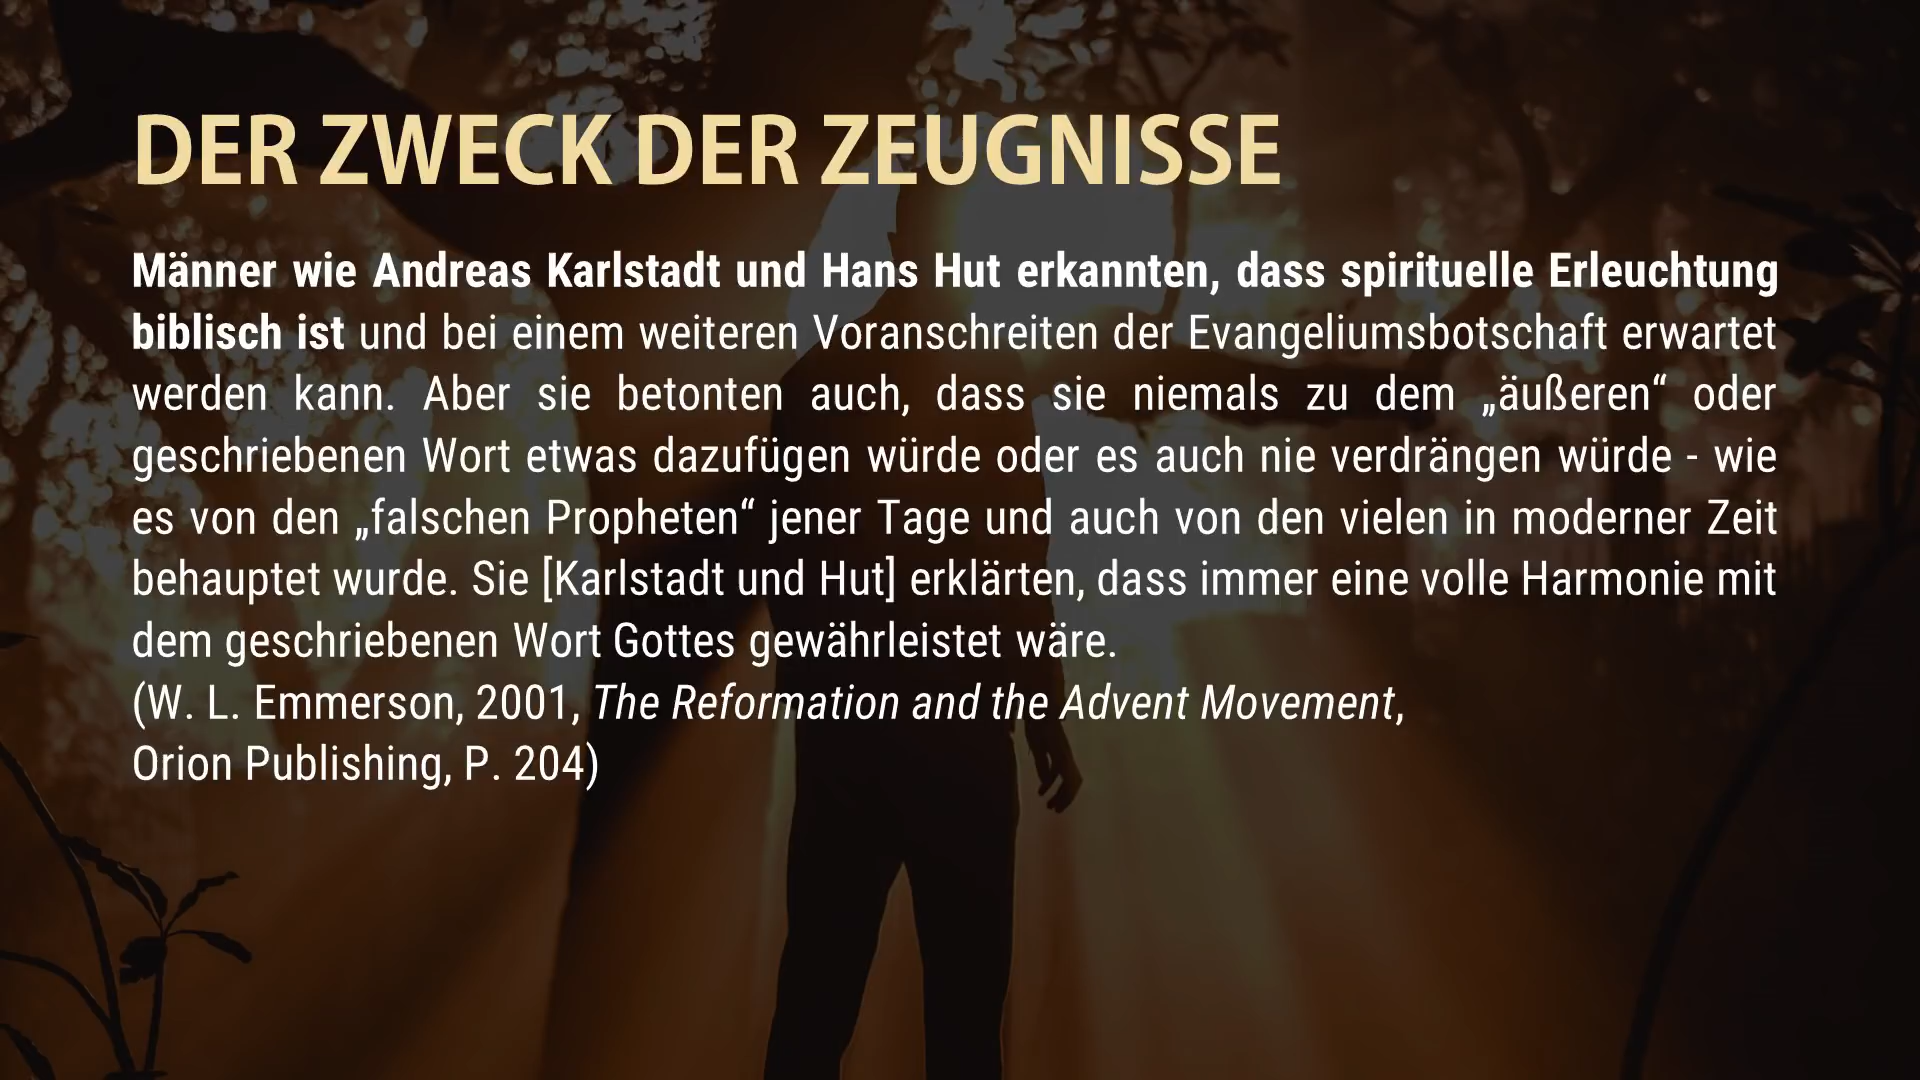 DER ZWECK DER ZEUGNISSE
Männer wie Andreas Karlstadt und Hans Hut erkannten, dass spirituelle Erleuchtung
biblisch ist und bei einem weiteren Voranschreiten der Evangeliumsbotschaft erwartet
werden kann. Aber sie betonten auch, dass sie niemals zu dem „äußeren“ oder
geschriebenen Wort etwas dazufügen würde oder es auch nie verdrängen würde - wie
es von den „falschen Propheten“ jener Tage und auch von den vielen in moderner Zeit
behauptet wurde. Sie [Karlstadt und Hut] erklärten, dass immer eine volle Harmonie mit
dem geschriebenen Wort Gottes gewährleistet wäre.
(W. L. Emmerson, 2001, The Reformation and the Advent Movement,
Orion Publishing, P. 204)